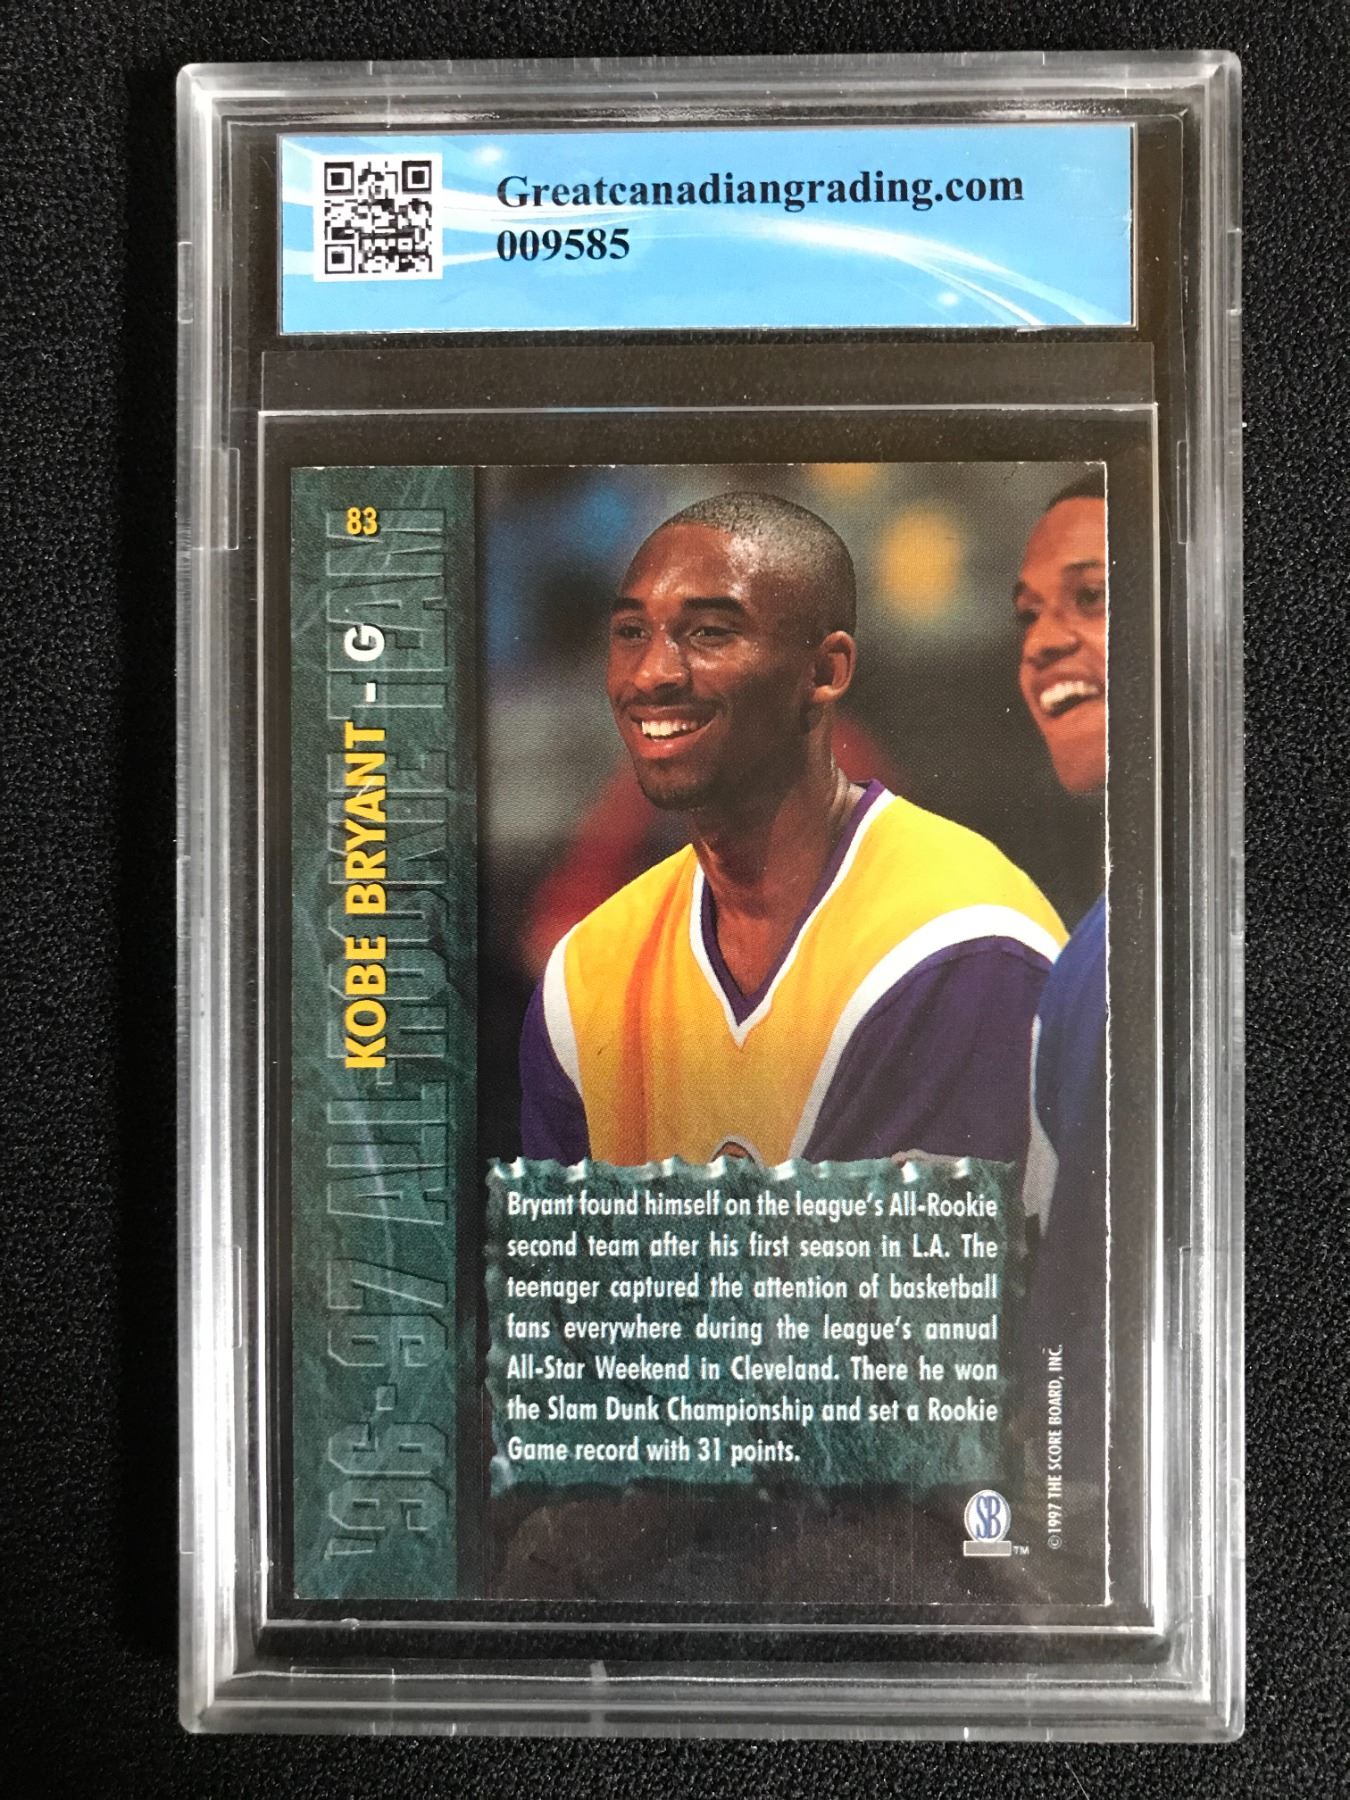 Greatcanadiangrading.com
009585
83
KOBE BRYANT - G
'96-97 ALL-ROOKIE TEAM
Bryant found himself on the league's All-Rookie
second team after his first season in L.A. The
teenager captured the attention of basketball
fans everywhere during the league's annual
All-Star Weekend in Cleveland. There he won
the Slam Dunk Championship and set a Rookie
Game record with 31 points.
SB
TM
©1997 THE SCORE BOARD, INC.